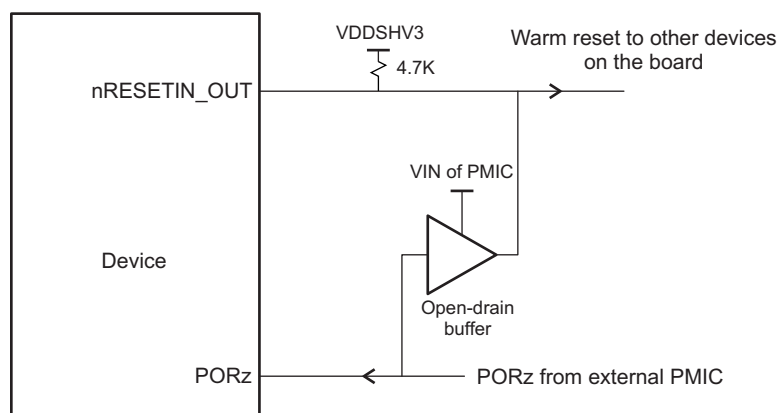 VDDSHV3
4.7K
Warm reset to other devices
on the board
nRESETIN_OUT
VIN of PMIC
Device
Open-drain
buffer
PORz
PORz from external PMIC